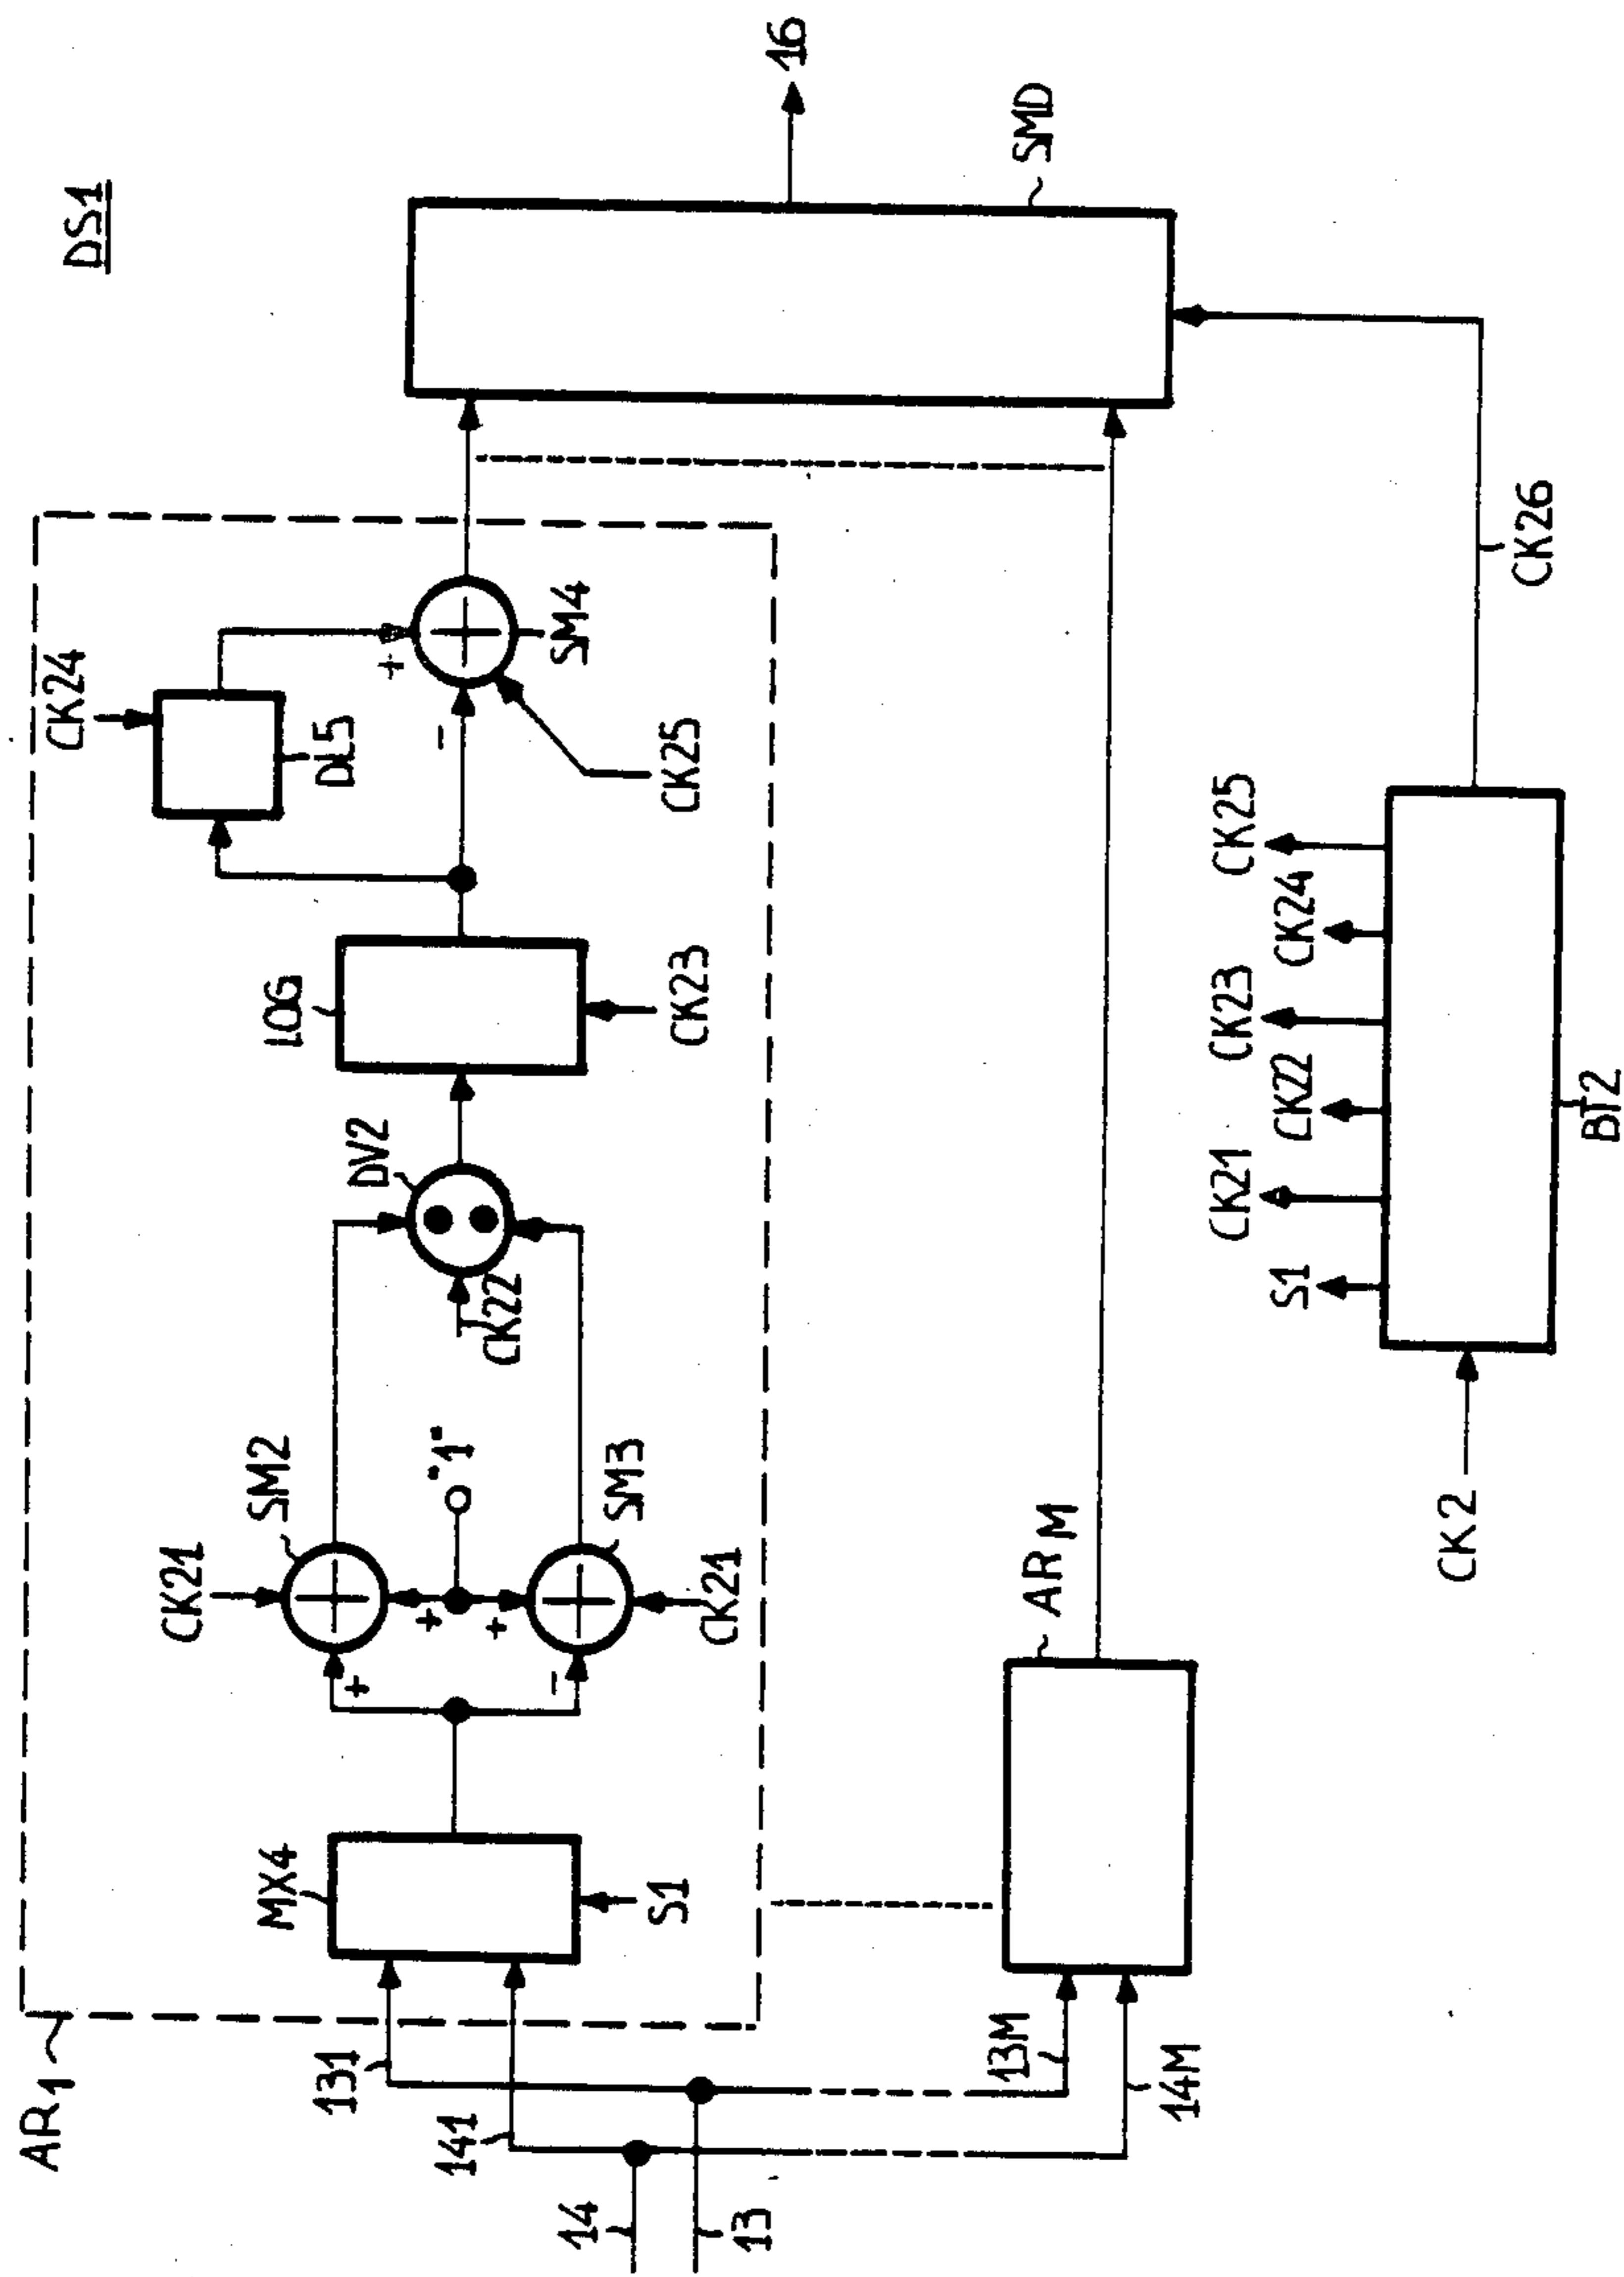 DS1
AR1
CK24
DL5
+
SM4
-
CK25
LOG
CK23
DV2
CK22
CK21
SM2
"1"
SM3
CK21
+
+
+
-
MX4
S1
131
141
14
13
13M
14M
ARM
16
SMD
CK26
CK2
S1
CK21
CK22
CK23
CK24
CK25
BT2